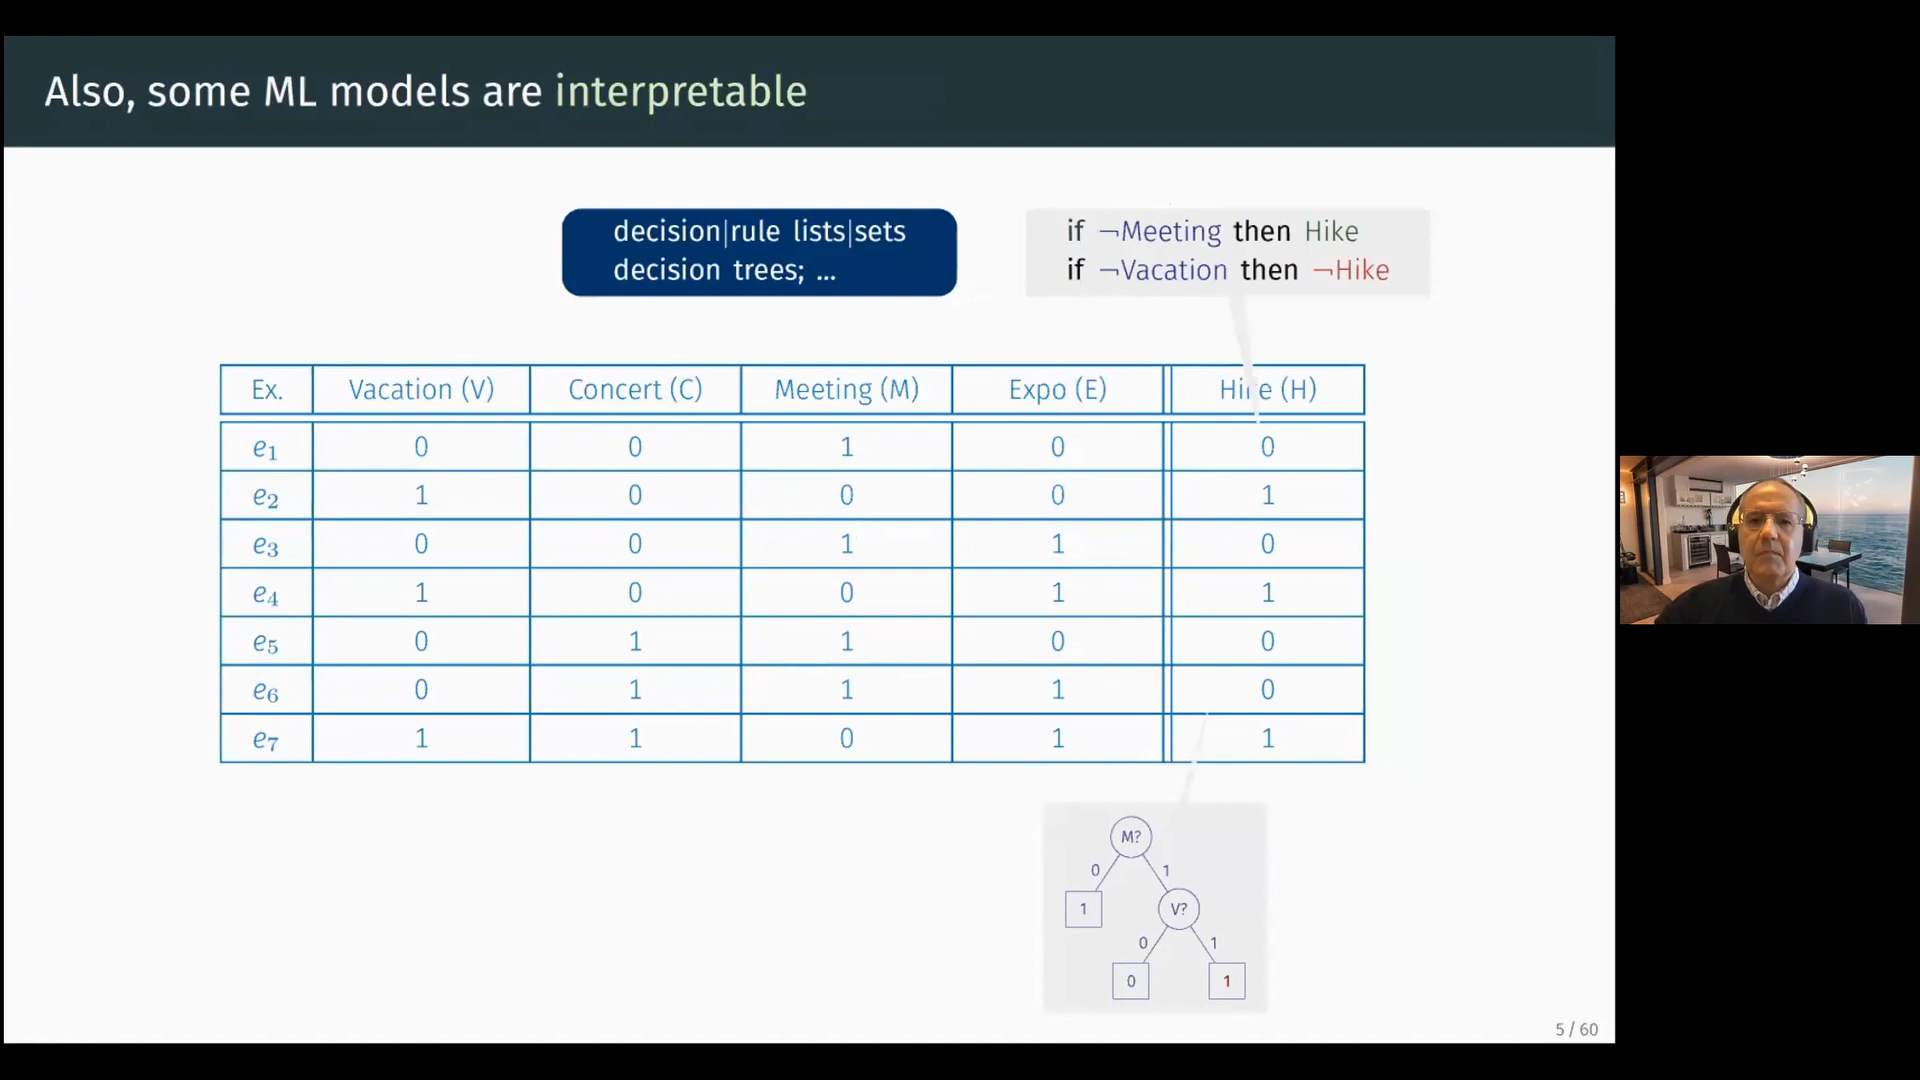 Also, some ML models are interpretable
decision|rule lists|sets
decision trees; ...
if ¬Meeting then Hike
if ¬Vacation then ¬Hike
Ex. Vacation (V) Concert (C) Meeting (M) Expo (E) Hike (H)
e1 0 0 1 0 0
e2 1 0 0 0 1
e3 0 0 1 1 0
e4 1 0 0 1 1
e5 0 1 1 0 0
e6 0 1 1 1 0
e7 1 1 0 1 1
M?
0 1
1 V?
0 1
0 1
5 / 60